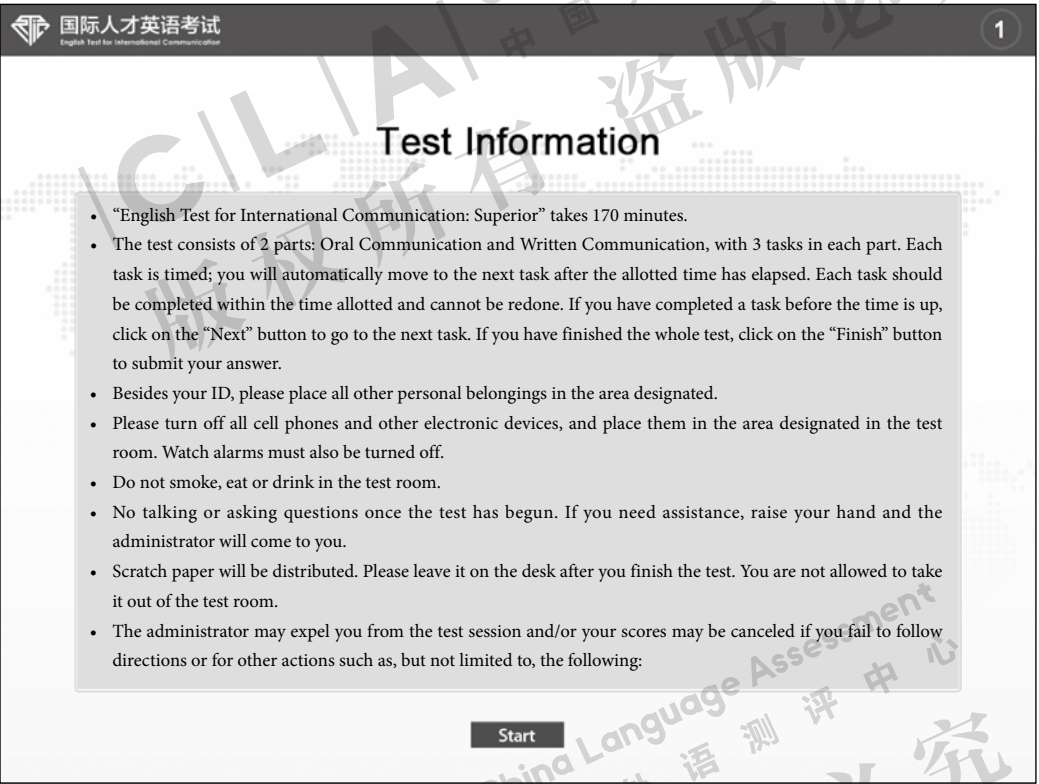 国际人才英语考试
English Test for International Communication
1
Test Information
• “English Test for International Communication: Superior” takes 170 minutes.
• The test consists of 2 parts: Oral Communication and Written Communication, with 3 tasks in each part. Each
task is timed; you will automatically move to the next task after the allotted time has elapsed. Each task should
be completed within the time allotted and cannot be redone. If you have completed a task before the time is up,
click on the “Next” button to go to the next task. If you have finished the whole test, click on the “Finish” button
to submit your answer.
• Besides your ID, please place all other personal belongings in the area designated.
• Please turn off all cell phones and other electronic devices, and place them in the area designated in the test
room. Watch alarms must also be turned off.
• Do not smoke, eat or drink in the test room.
• No talking or asking questions once the test has begun. If you need assistance, raise your hand and the
administrator will come to you.
• Scratch paper will be distributed. Please leave it on the desk after you finish the test. You are not allowed to take
it out of the test room.
• The administrator may expel you from the test session and/or your scores may be canceled if you fail to follow
directions or for other actions such as, but not limited to, the following:
Start
C|L|A|
中国
版权所有
盗版必
China Language Assessment
语测评中心
究